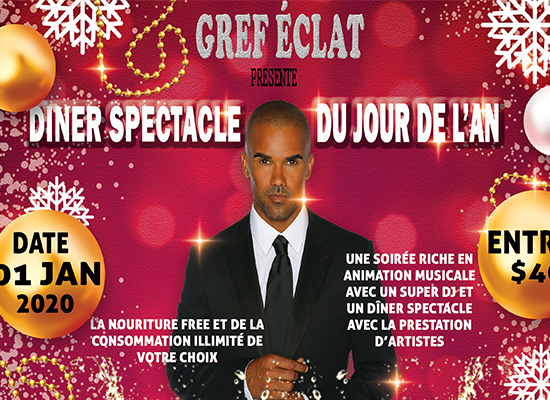 GREF ÉCLAT
PRESENTE
DINER SPECTACLE DU JOUR DE L'AN
DATE
01 JAN
2020
LA NOURITURE FREE ET DE LA
CONSOMMATION ILLIMITÉ DE
VOTRE CHOIX
UNE SOIRÉE RICHE EN
ANIMATION MUSICALE
AVEC UN SUPER DJ ET
UN DÎNER SPECTACLE
AVEC LA PRESTATION
D'ARTISTES